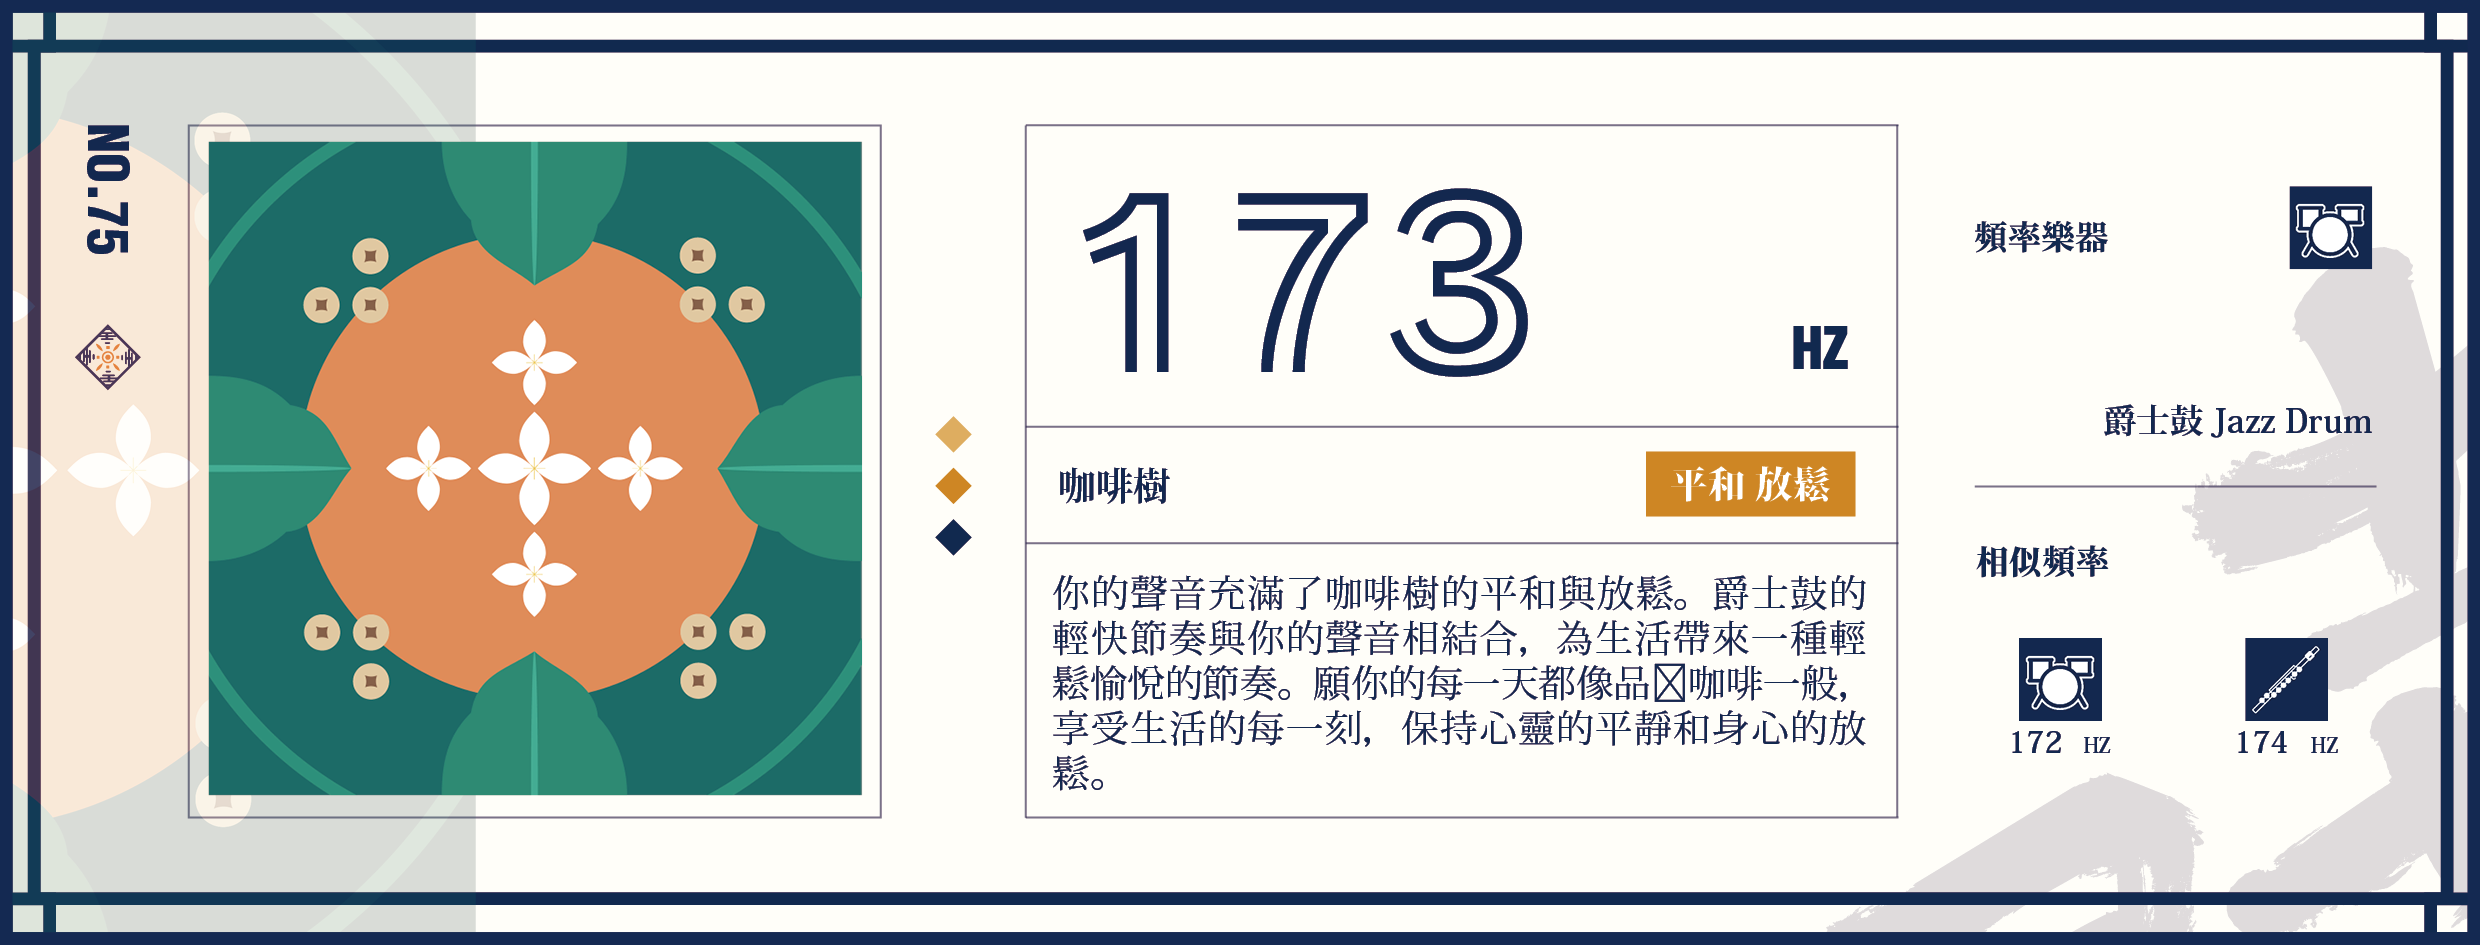 NO.75
173 HZ
咖啡樹
平和 放鬆
你的聲音充滿了咖啡樹的平和與放鬆。爵士鼓的
輕快節奏與你的聲音相結合，為生活帶來一種輕
鬆愉悅的節奏。願你的每一天都像品咖啡一般，
享受生活的每一刻，保持心靈的平靜和身心的放
鬆。
頻率樂器
爵士鼓 Jazz Drum
相似頻率
172 HZ
174 HZ